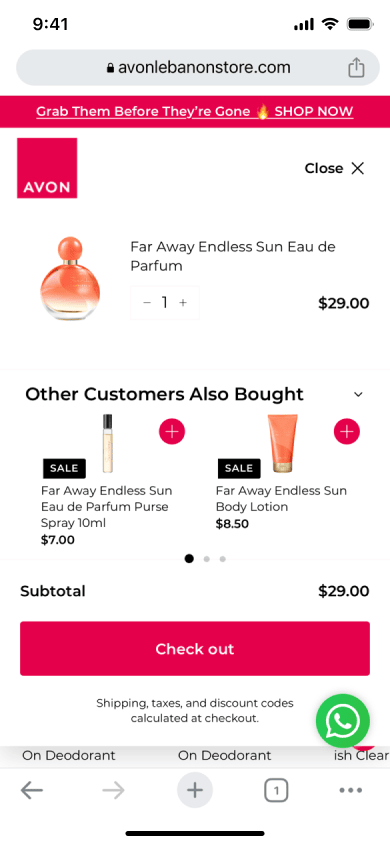 9:41
avonlebanonstore.com
Grab Them Before They're Gone 🔥 SHOP NOW
AVON
Close
Far Away Endless Sun Eau de
Parfum
− 1 +
$29.00
Other Customers Also Bought
SALE
Far Away Endless Sun
Eau de Parfum Purse
Spray 10ml
$7.00
SALE
Far Away Endless Sun
Body Lotion
$8.50
Subtotal
$29.00
Check out
Shipping, taxes, and discount codes
calculated at checkout.
On Deodorant
On Deodorant
ish Clear
1